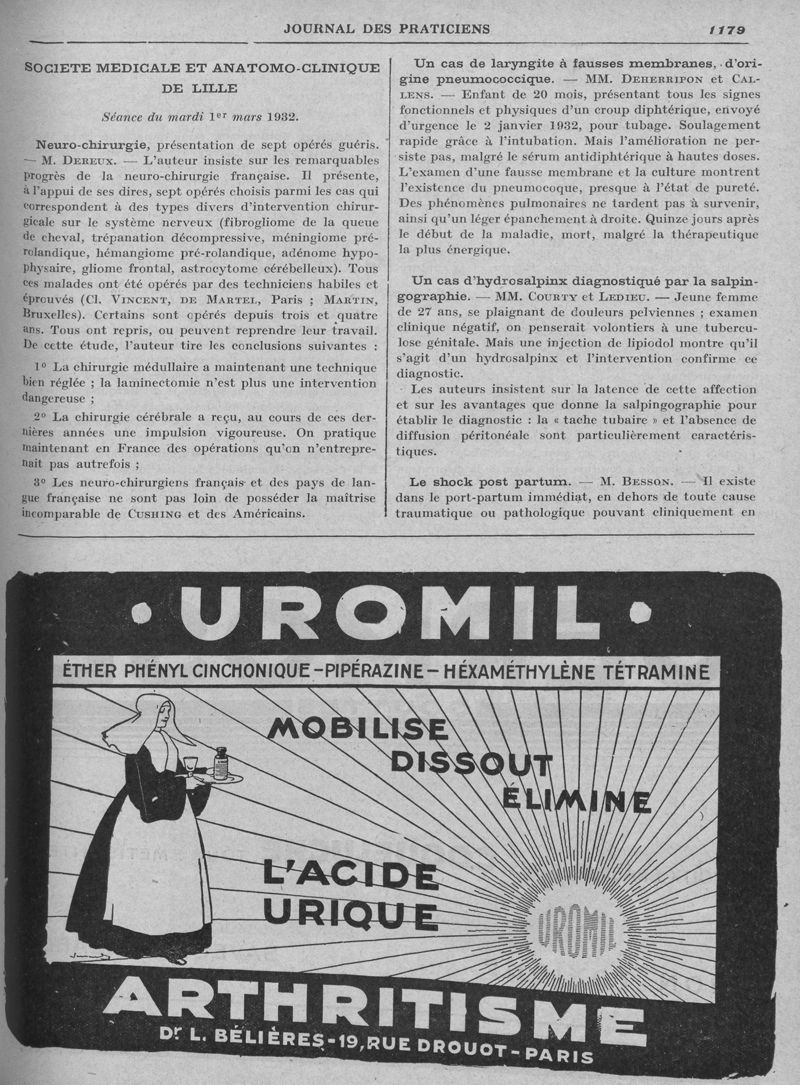 JOURNAL DES PRATICIENS
1179
SOCIETE MEDICALE ET ANATOMO-CLINIQUE
DE LILLE
Séance du mardi 1er mars 1932.
Neuro-chirurgie, présentation de sept opérés guéris.
— M. DEREUX. — L'auteur insiste sur les remarquables
progrès de la neuro-chirurgie française. Il présente,
à l'appui de ses dires, sept opérés choisis parmi les cas qui
correspondent à des types divers d'intervention chirur-
gicale sur le système nerveux (fibrogliome de la queue
de cheval, trépanation décompressive, méningiome pré-
rolandique, hémangiome pré-rolandique, adénome hypo-
physaire, gliome frontal, astrocytome cérébelleux). Tous
ces malades ont été opérés par des techniciens habiles et
éprouvés (Cl. VINCENT, DE MARTEL, Paris ; MARTIN,
Bruxelles). Certains sont opérés depuis trois et quatre
ans. Tous ont repris, ou peuvent reprendre leur travail.
De cette étude, l'auteur tire les conclusions suivantes :
1º La chirurgie médullaire a maintenant une technique
bien réglée ; la laminectomie n'est plus une intervention
dangereuse ;
2º La chirurgie cérébrale a reçu, au cours de ces der-
nières années une impulsion vigoureuse. On pratique
maintenant en France des opérations qu'on n'entrepre-
nait pas autrefois ;
3º Les neuro-chirurgiens français et des pays de lan-
gue française ne sont pas loin de posséder la maîtrise
incomparable de CUSHING et des Américains.
Un cas de laryngite à fausses membranes, d'ori-
gine pneumococcique. — MM. DEHERRIPON et CAL-
LENS. — Enfant de 20 mois, présentant tous les signes
fonctionnels et physiques d'un croup diphtérique, envoyé
d'urgence le 2 janvier 1932, pour tubage. Soulagement
rapide grâce à l'intubation. Mais l'amélioration ne per-
siste pas, malgré le sérum antidiphtérique à hautes doses.
L'examen d'une fausse membrane et la culture montrent
l'existence du pneumocoque, presque à l'état de pureté.
Des phénomènes pulmonaires ne tardent pas à survenir,
ainsi qu'un léger épanchement à droite. Quinze jours après
le début de la maladie, mort, malgré la thérapeutique
la plus énergique.
Un cas d'hydrosalpinx diagnostiqué par la salpin-
gographie. — MM. COURTY et LEDIEU. — Jeune femme
de 27 ans, se plaignant de douleurs pelviennes ; examen
clinique négatif, on penserait volontiers à une tubercu-
lose génitale. Mais une injection de lipiodol montre qu'il
s'agit d'un hydrosalpinx et l'intervention confirme ce
diagnostic.
Les auteurs insistent sur la latence de cette affection
et sur les avantages que donne la salpingographie pour
établir le diagnostic : la « tache tubaire » et l'absence de
diffusion péritonéale sont particulièrement caractéris-
tiques.
Le shock post partum. — M. BESSON. — Il existe
dans le port-partum immédiat, en dehors de toute cause
traumatique ou pathologique pouvant cliniquement en
• UROMIL •
ÉTHER PHÉNYL CINCHONIQUE - PIPÉRAZINE - HÉXAMÉTHYLÈNE TÉTRAMINE
MOBILISE
DISSOUT
ÉLIMINE
L'ACIDE
URIQUE
UROMIL
ARTHRITISME
Dr L. BÉLIÈRES - 19, RUE DROUOT - PARIS